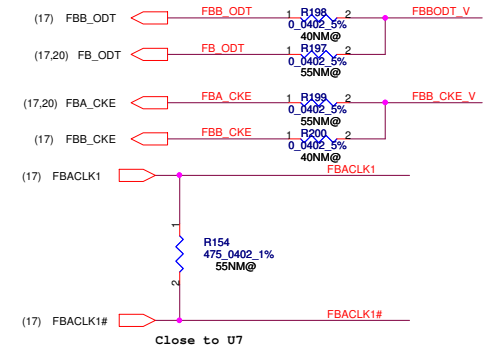 (17) FBB_ODT FBB_ODT 1 R198 2 FBBODT_V
0_0402_5%
40NM@
(17,20) FB_ODT FB_ODT 1 R197 2
0_0402_5%
55NM@
(17,20) FBA_CKE FBA_CKE 1 R199 2 FBB_CKE_V
0_0402_5%
55NM@
(17) FBB_CKE FBB_CKE 1 R200 2
0_0402_5%
40NM@
(17) FBACLK1 FBACLK1
1
R154
475_0402_1%
55NM@
2
(17) FBACLK1# FBACLK1#
Close to U7